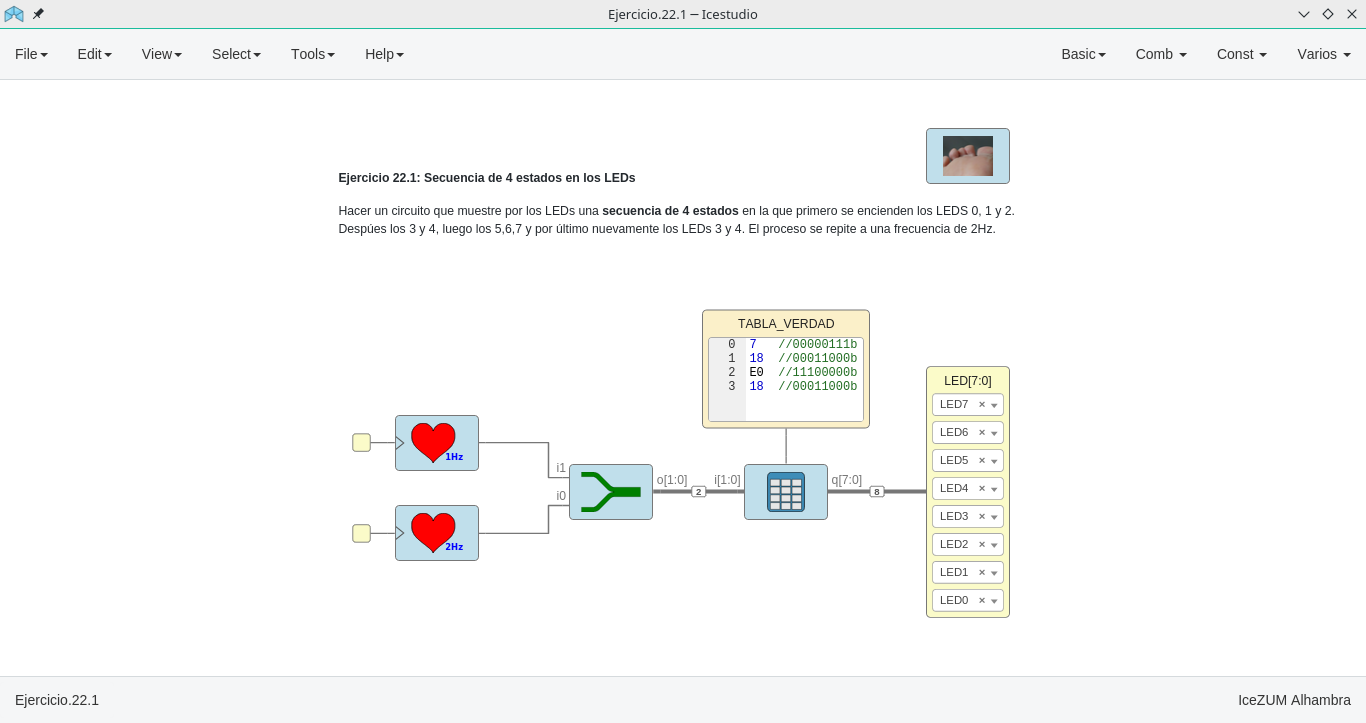 Ejercicio.22.1 – Icestudio
File Edit View Select Tools Help Basic Comb Const Varios
Ejercicio 22.1: Secuencia de 4 estados en los LEDs
Hacer un circuito que muestre por los LEDs una secuencia de 4 estados en la que primero se encienden los LEDS 0, 1 y 2.
Despúes los 3 y 4, luego los 5,6,7 y por último nuevamente los LEDs 3 y 4. El proceso se repite a una frecuencia de 2Hz.
TABLA_VERDAD
0 7 //00000111b
1 18 //00011000b
2 E0 //11100000b
3 18 //00011000b
1Hz
2Hz
i1
i0
o[1:0]
2
i[1:0]
q[7:0]
8
LED[7:0]
LED7 ×
LED6 ×
LED5 ×
LED4 ×
LED3 ×
LED2 ×
LED1 ×
LED0 ×
Ejercicio.22.1 IceZUM Alhambra